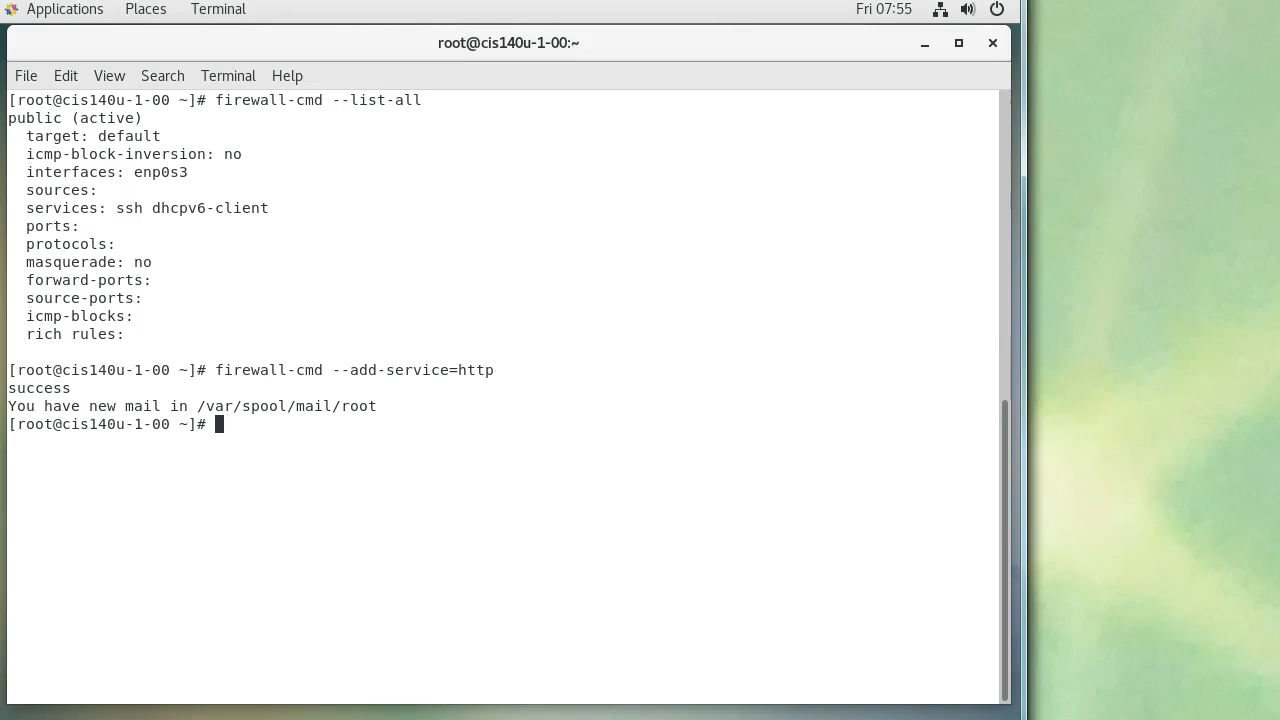 Applications Places Terminal Fri 07:55
root@cis140u-1-00:~
File Edit View Search Terminal Help
[root@cis140u-1-00 ~]# firewall-cmd --list-all
public (active)
  target: default
  icmp-block-inversion: no
  interfaces: enp0s3
  sources:
  services: ssh dhcpv6-client
  ports:
  protocols:
  masquerade: no
  forward-ports:
  source-ports:
  icmp-blocks:
  rich rules:
[root@cis140u-1-00 ~]# firewall-cmd --add-service=http
success
You have new mail in /var/spool/mail/root
[root@cis140u-1-00 ~]#